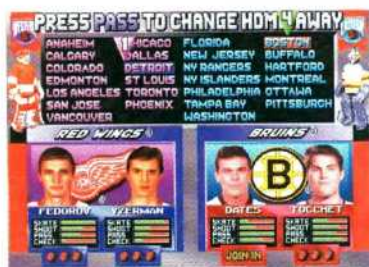 PRESS PASS TO CHANGE HOM4AWAY
ANAHEIM CHICAGO FLORIDA BOSTON
CALGARY DALLAS NEW JERSEY BUFFALO
COLORADO DETROIT NY RANGERS HARTFORD
EDMONTON ST LOUIS NY ISLANDERS MONTREAL
LOS ANGELES TORONTO PHILADELPHIA OTTAWA
SAN JOSE PHOENIX TAMPA BAY PITTSBURGH
VANCOUVER WASHINGTON
RED WINGS BRUINS
B
FEDOROV YZERMAN OATES TOCCHET
SKATE SKATE SKATE SKATE
SHOOT SHOOT SHOOT SHOOT
PASS PASS PASS PASS
CHECK CHECK CHECK CHECK
JOIN IN